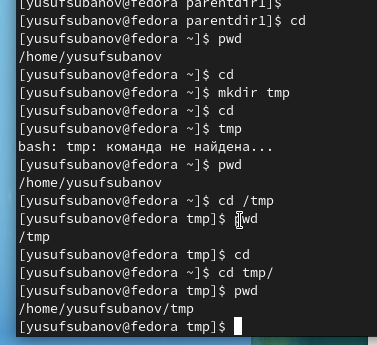 [yusufsubanov@fedora parentdir1]$
[yusufsubanov@fedora parentdir1]$ cd
[yusufsubanov@fedora ~]$ pwd
/home/yusufsubanov
[yusufsubanov@fedora ~]$ cd
[yusufsubanov@fedora ~]$ mkdir tmp
[yusufsubanov@fedora ~]$ cd
[yusufsubanov@fedora ~]$ tmp
bash: tmp: команда не найдена...
[yusufsubanov@fedora ~]$ pwd
/home/yusufsubanov
[yusufsubanov@fedora ~]$ cd /tmp
[yusufsubanov@fedora tmp]$ pwd
/tmp
[yusufsubanov@fedora tmp]$ cd
[yusufsubanov@fedora ~]$ cd tmp/
[yusufsubanov@fedora tmp]$ pwd
/home/yusufsubanov/tmp
[yusufsubanov@fedora tmp]$